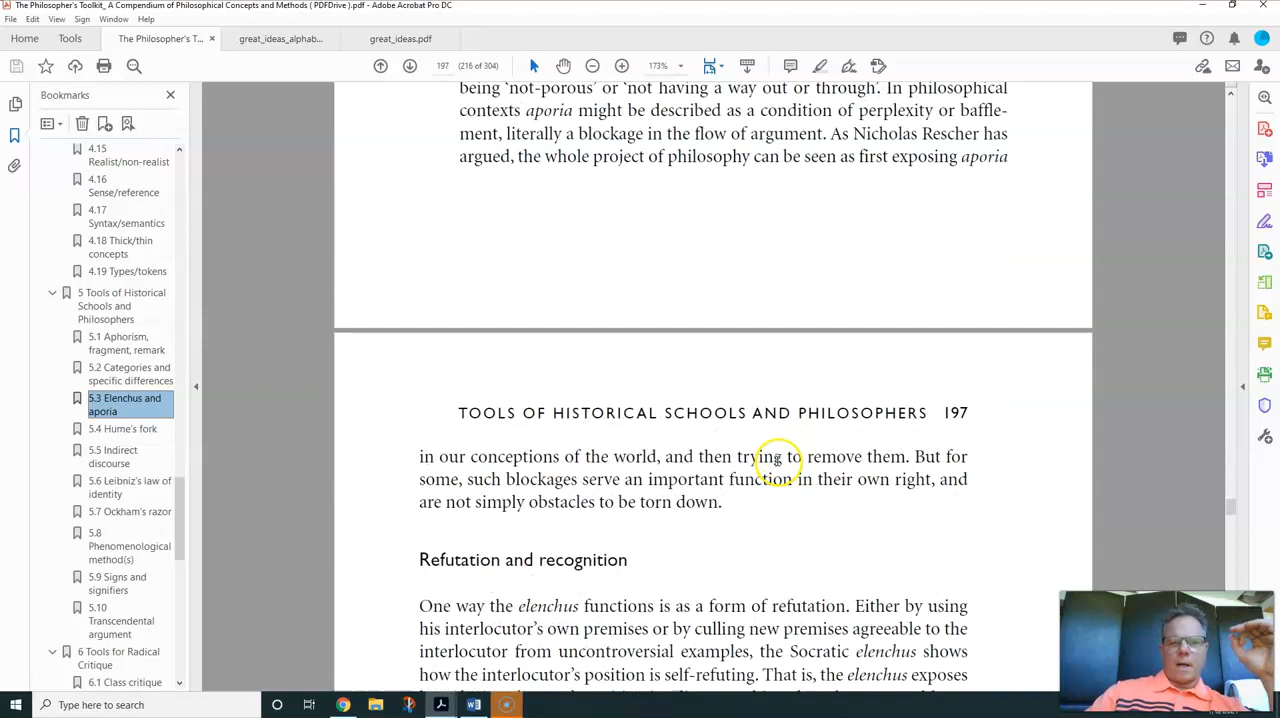 The Philosopher's Toolkit_ A Compendium of Philosophical Concepts and Methods ( PDFDrive ).pdf - Adobe Acrobat Pro DC
File Edit View Sign Window Help
Home Tools The Philosopher's T... × great_ideas_alphab... great_ideas.pdf
197 (216 of 304) 173%
Bookmarks
4.15
Realist/non-realist
4.16
Sense/reference
4.17
Syntax/semantics
4.18 Thick/thin
concepts
4.19 Types/tokens
5 Tools of Historical
Schools and
Philosophers
5.1 Aphorism,
fragment, remark
5.2 Categories and
specific differences
5.3 Elenchus and
aporia
5.4 Hume's fork
5.5 Indirect
discourse
5.6 Leibniz's law of
identity
5.7 Ockham's razor
5.8
Phenomenological
method(s)
5.9 Signs and
signifiers
5.10
Transcendental
argument
6 Tools for Radical
Critique
6.1 Class critique
being 'not-porous' or 'not having a way out or through'. In philosophical
contexts aporia might be described as a condition of perplexity or baffle-
ment, literally a blockage in the flow of argument. As Nicholas Rescher has
argued, the whole project of philosophy can be seen as first exposing aporia
TOOLS OF HISTORICAL SCHOOLS AND PHILOSOPHERS 197
in our conceptions of the world, and then trying to remove them. But for
some, such blockages serve an important function in their own right, and
are not simply obstacles to be torn down.
Refutation and recognition
One way the elenchus functions is as a form of refutation. Either by using
his interlocutor's own premises or by culling new premises agreeable to the
interlocutor from uncontroversial examples, the Socratic elenchus shows
how the interlocutor's position is self-refuting. That is, the elenchus exposes
Type here to search